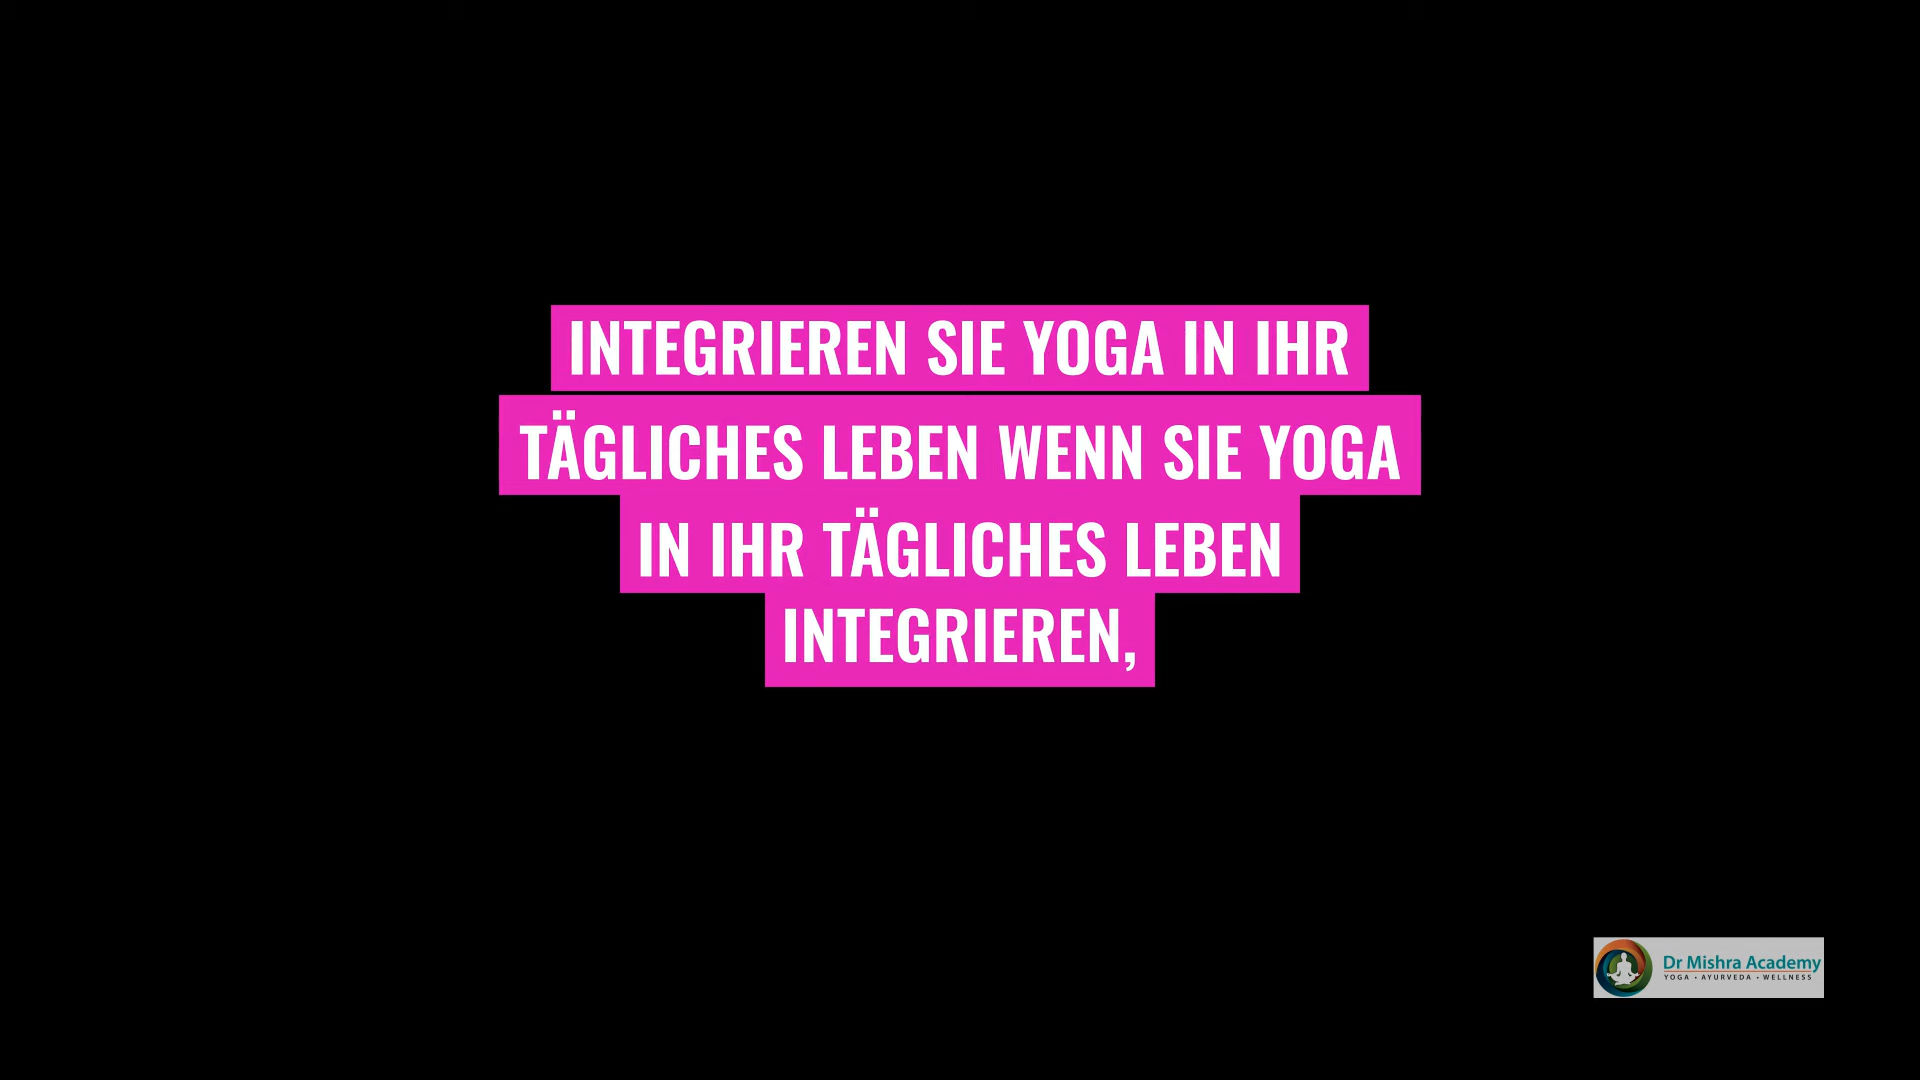 INTEGRIEREN SIE YOGA IN IHR
TÄGLICHES LEBEN WENN SIE YOGA
IN IHR TÄGLICHES LEBEN
INTEGRIEREN,
Dr Mishra Academy
YOGA • AYURVEDA • WELLNESS